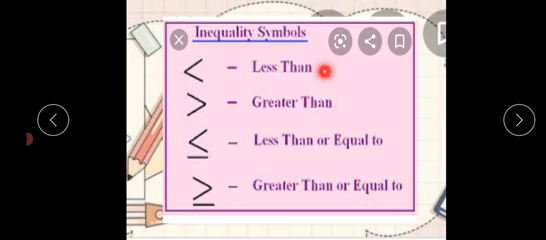 Inequality Symbols
< – Less Than
> – Greater Than
≤ – Less Than or Equal to
≥ – Greater Than or Equal to